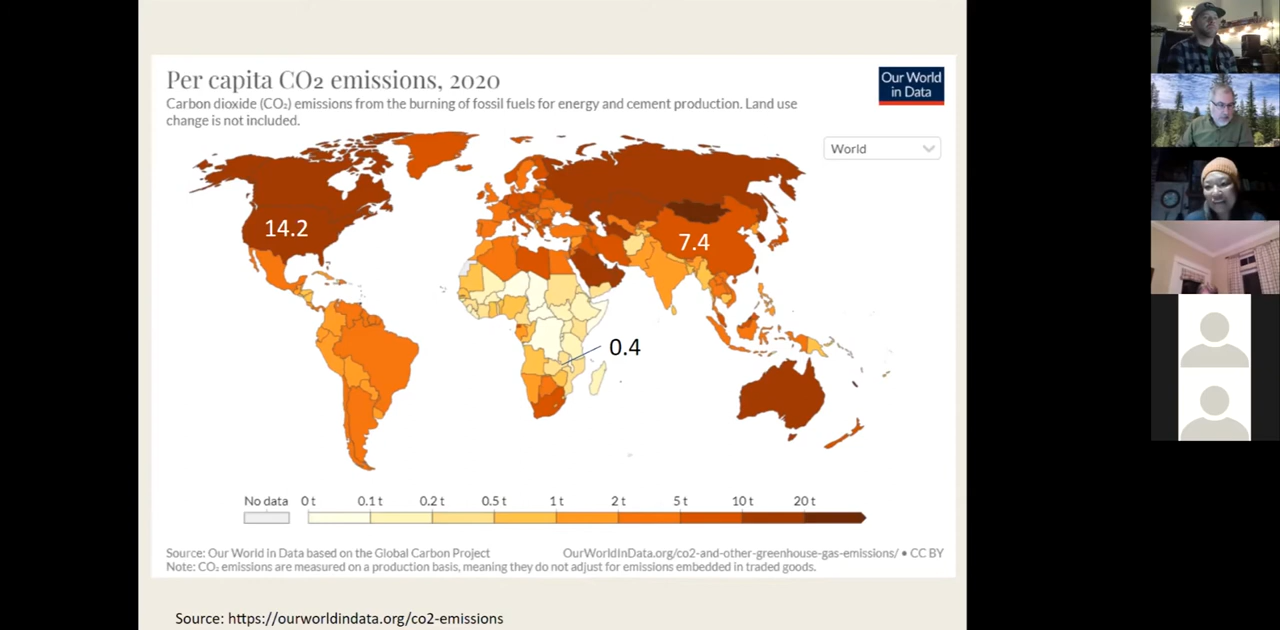 Per capita CO₂ emissions, 2020
Our World
in Data
Carbon dioxide (CO₂) emissions from the burning of fossil fuels for energy and cement production. Land use
change is not included.
World
14.2
7.4
0.4
No data 0 t 0.1 t 0.2 t 0.5 t 1 t 2 t 5 t 10 t 20 t
Source: Our World in Data based on the Global Carbon Project
OurWorldInData.org/co2-and-other-greenhouse-gas-emissions/ • CC BY
Note: CO₂ emissions are measured on a production basis, meaning they do not adjust for emissions embedded in traded goods.
Source: https://ourworldindata.org/co2-emissions